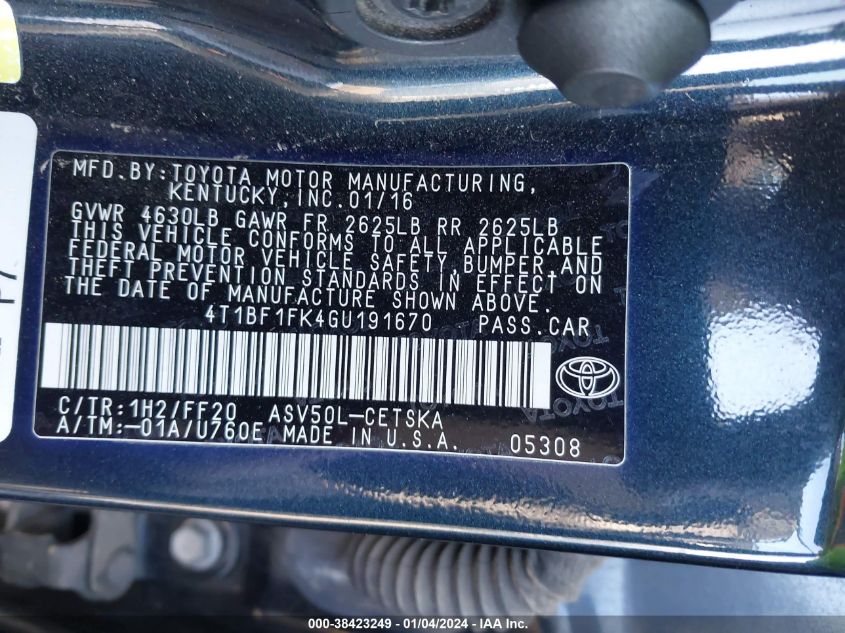 MFD.BY:TOYOTA MOTOR MANUFACTURING,
KENTUCKY,INC.01/16
GVWR 4630LB GAWR FR 2625LB RR 2625LB
THIS VEHICLE CONFORMS TO ALL APPLICABLE
FEDERAL MOTOR VEHICLE SAFETY,BUMPER,AND
THEFT PREVENTION STANDARDS IN EFFECT ON
THE DATE OF MANUFACTURE SHOWN ABOVE.
4T1BF1FK4GU191670 PASS.CAR
C/TR:1H2/FF20 ASV50L-CETSKA
A/TM:-01A/U760E MADE IN U.S.A. 05308
Stock: 38423249 | 01/04/2024 | IAA Inc.